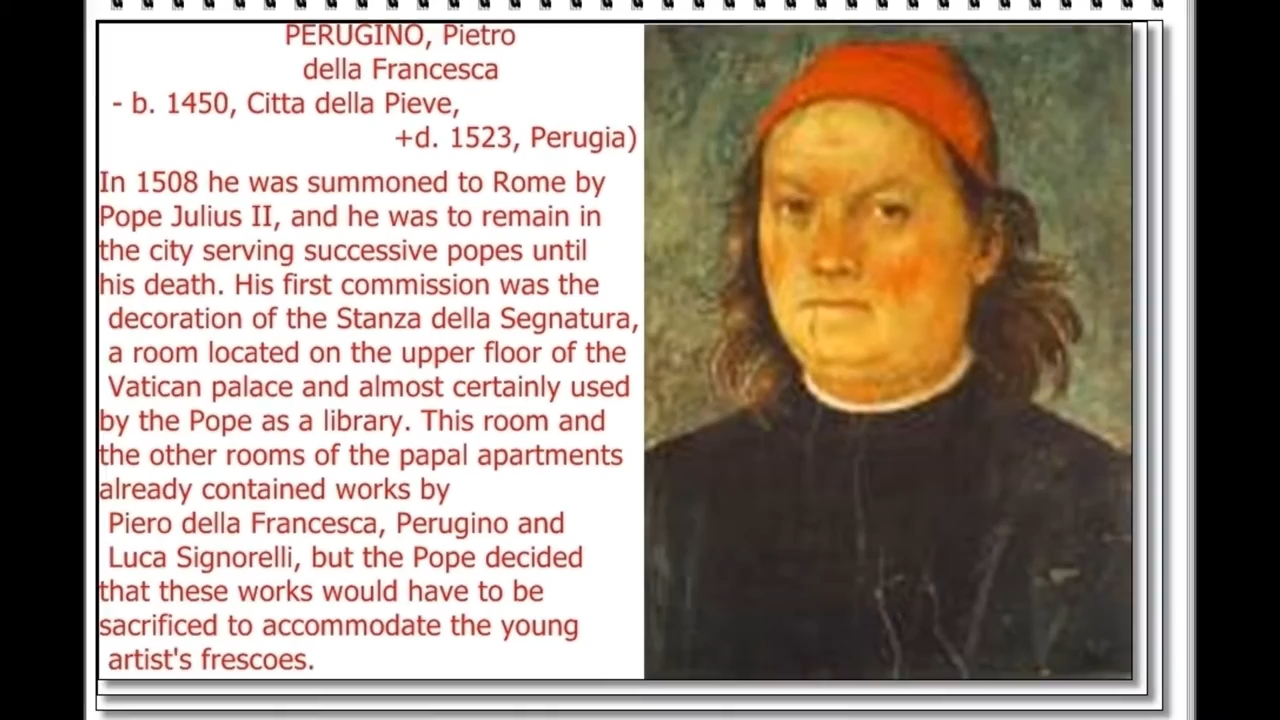 PERUGINO, Pietro
della Francesca
- b. 1450, Citta della Pieve,
+d. 1523, Perugia)
In 1508 he was summoned to Rome by
Pope Julius II, and he was to remain in
the city serving successive popes until
his death. His first commission was the
decoration of the Stanza della Segnatura,
a room located on the upper floor of the
Vatican palace and almost certainly used
by the Pope as a library. This room and
the other rooms of the papal apartments
already contained works by
Piero della Francesca, Perugino and
Luca Signorelli, but the Pope decided
that these works would have to be
sacrificed to accommodate the young
artist's frescoes.